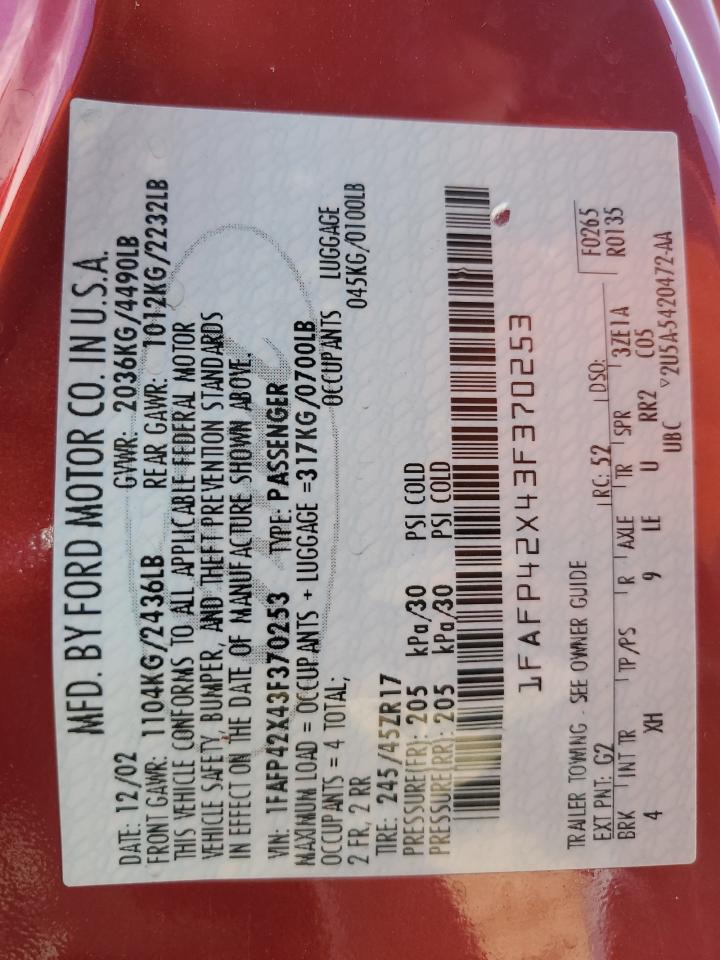 MFD. BY FORD MOTOR CO. IN U.S.A.
DATE: 12/02 GVWR: 2036KG/4490LB
FRONT GAWR: 1104KG/2436LB REAR GAWR: 1012KG/2232LB
THIS VEHICLE CONFORMS TO ALL APPLICABLE FEDERAL MOTOR
VEHICLE SAFETY, BUMPER, AND THEFT PREVENTION STANDARDS
IN EFFECT ON THE DATE OF MANUFACTURE SHOWN ABOVE.
VIN: 1FAFP42X43F370253 TYPE: PASSENGER
MAXIMUM LOAD = OCCUPANTS + LUGGAGE =317KG/0700LB
OCCUPANTS = 4 TOTAL; OCCUPANTS LUGGAGE
2 FR, 2 RR 045KG/0100LB
TIRE: 245/45ZR17
PRESSURE(FR): 205 kPa/30 PSI COLD
PRESSURE(RR): 205 kPa/30 PSI COLD
1FAFP42X43F370253
TRAILER TOWING - SEE OWNER GUIDE
EXT PNT: G2 RC: 52 DSO: F0265
BRK INT TR TP/PS R AXLE TR SPR 3ZE1A R0135
4 XH 9 LE U RR2 C05
UBC ▽2U5A-5420472-AA